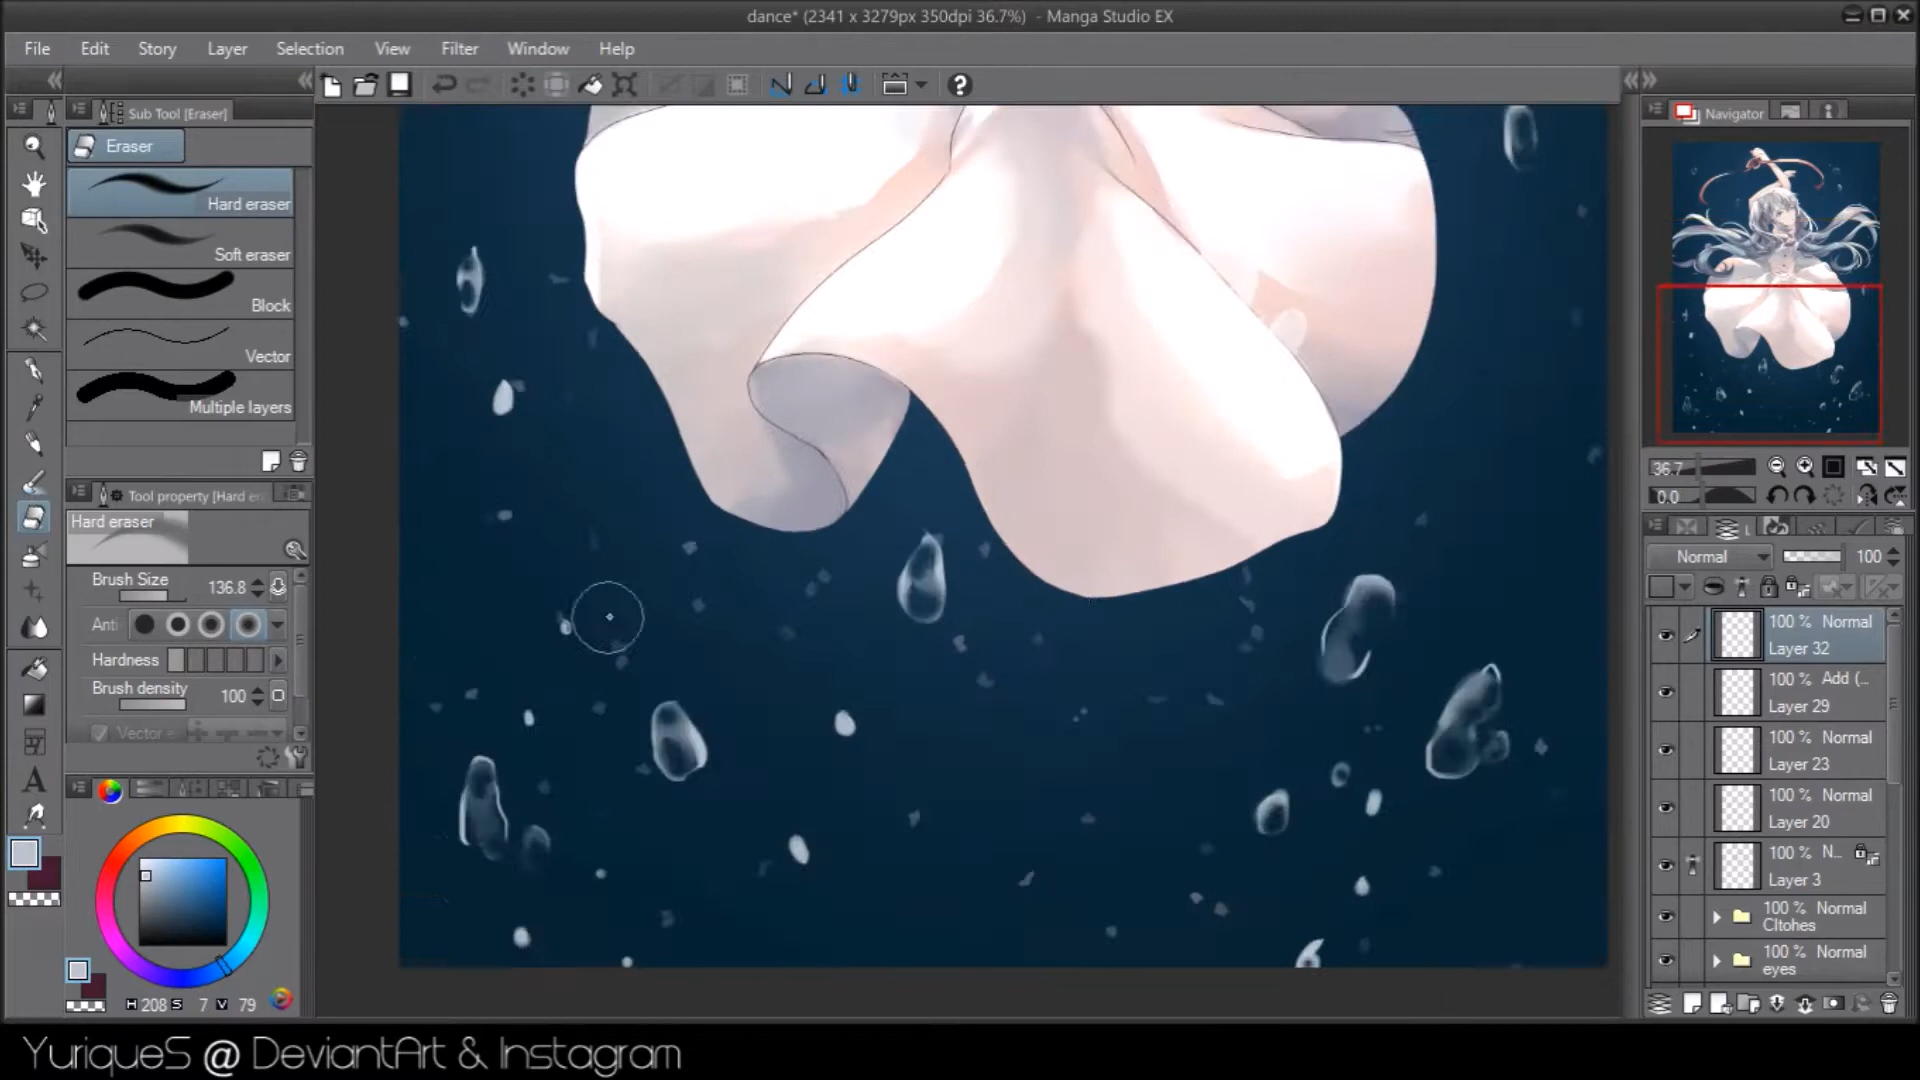 dance* (2341 x 3279px 350dpi 36.7%) - Manga Studio EX
File Edit Story Layer Selection View Filter Window Help
Sub Tool [Eraser]
Navigator
Eraser
Hard eraser
Soft eraser
Block
Vector
Multiple layers
36.7
0.0
Tool property [Hard er
Hard eraser
Normal 100
Brush Size 136.8
Anti
Hardness
Brush density 100
Vector
100 % Normal
Layer 32
100 % Add (...
Layer 29
100 % Normal
Layer 23
100 % Normal
Layer 20
100 % N...
Layer 3
100 % Normal
Cltohes
100 % Normal
eyes
H 208 S 7 V 79
YuriqueS @ DeviantArt & Instagram